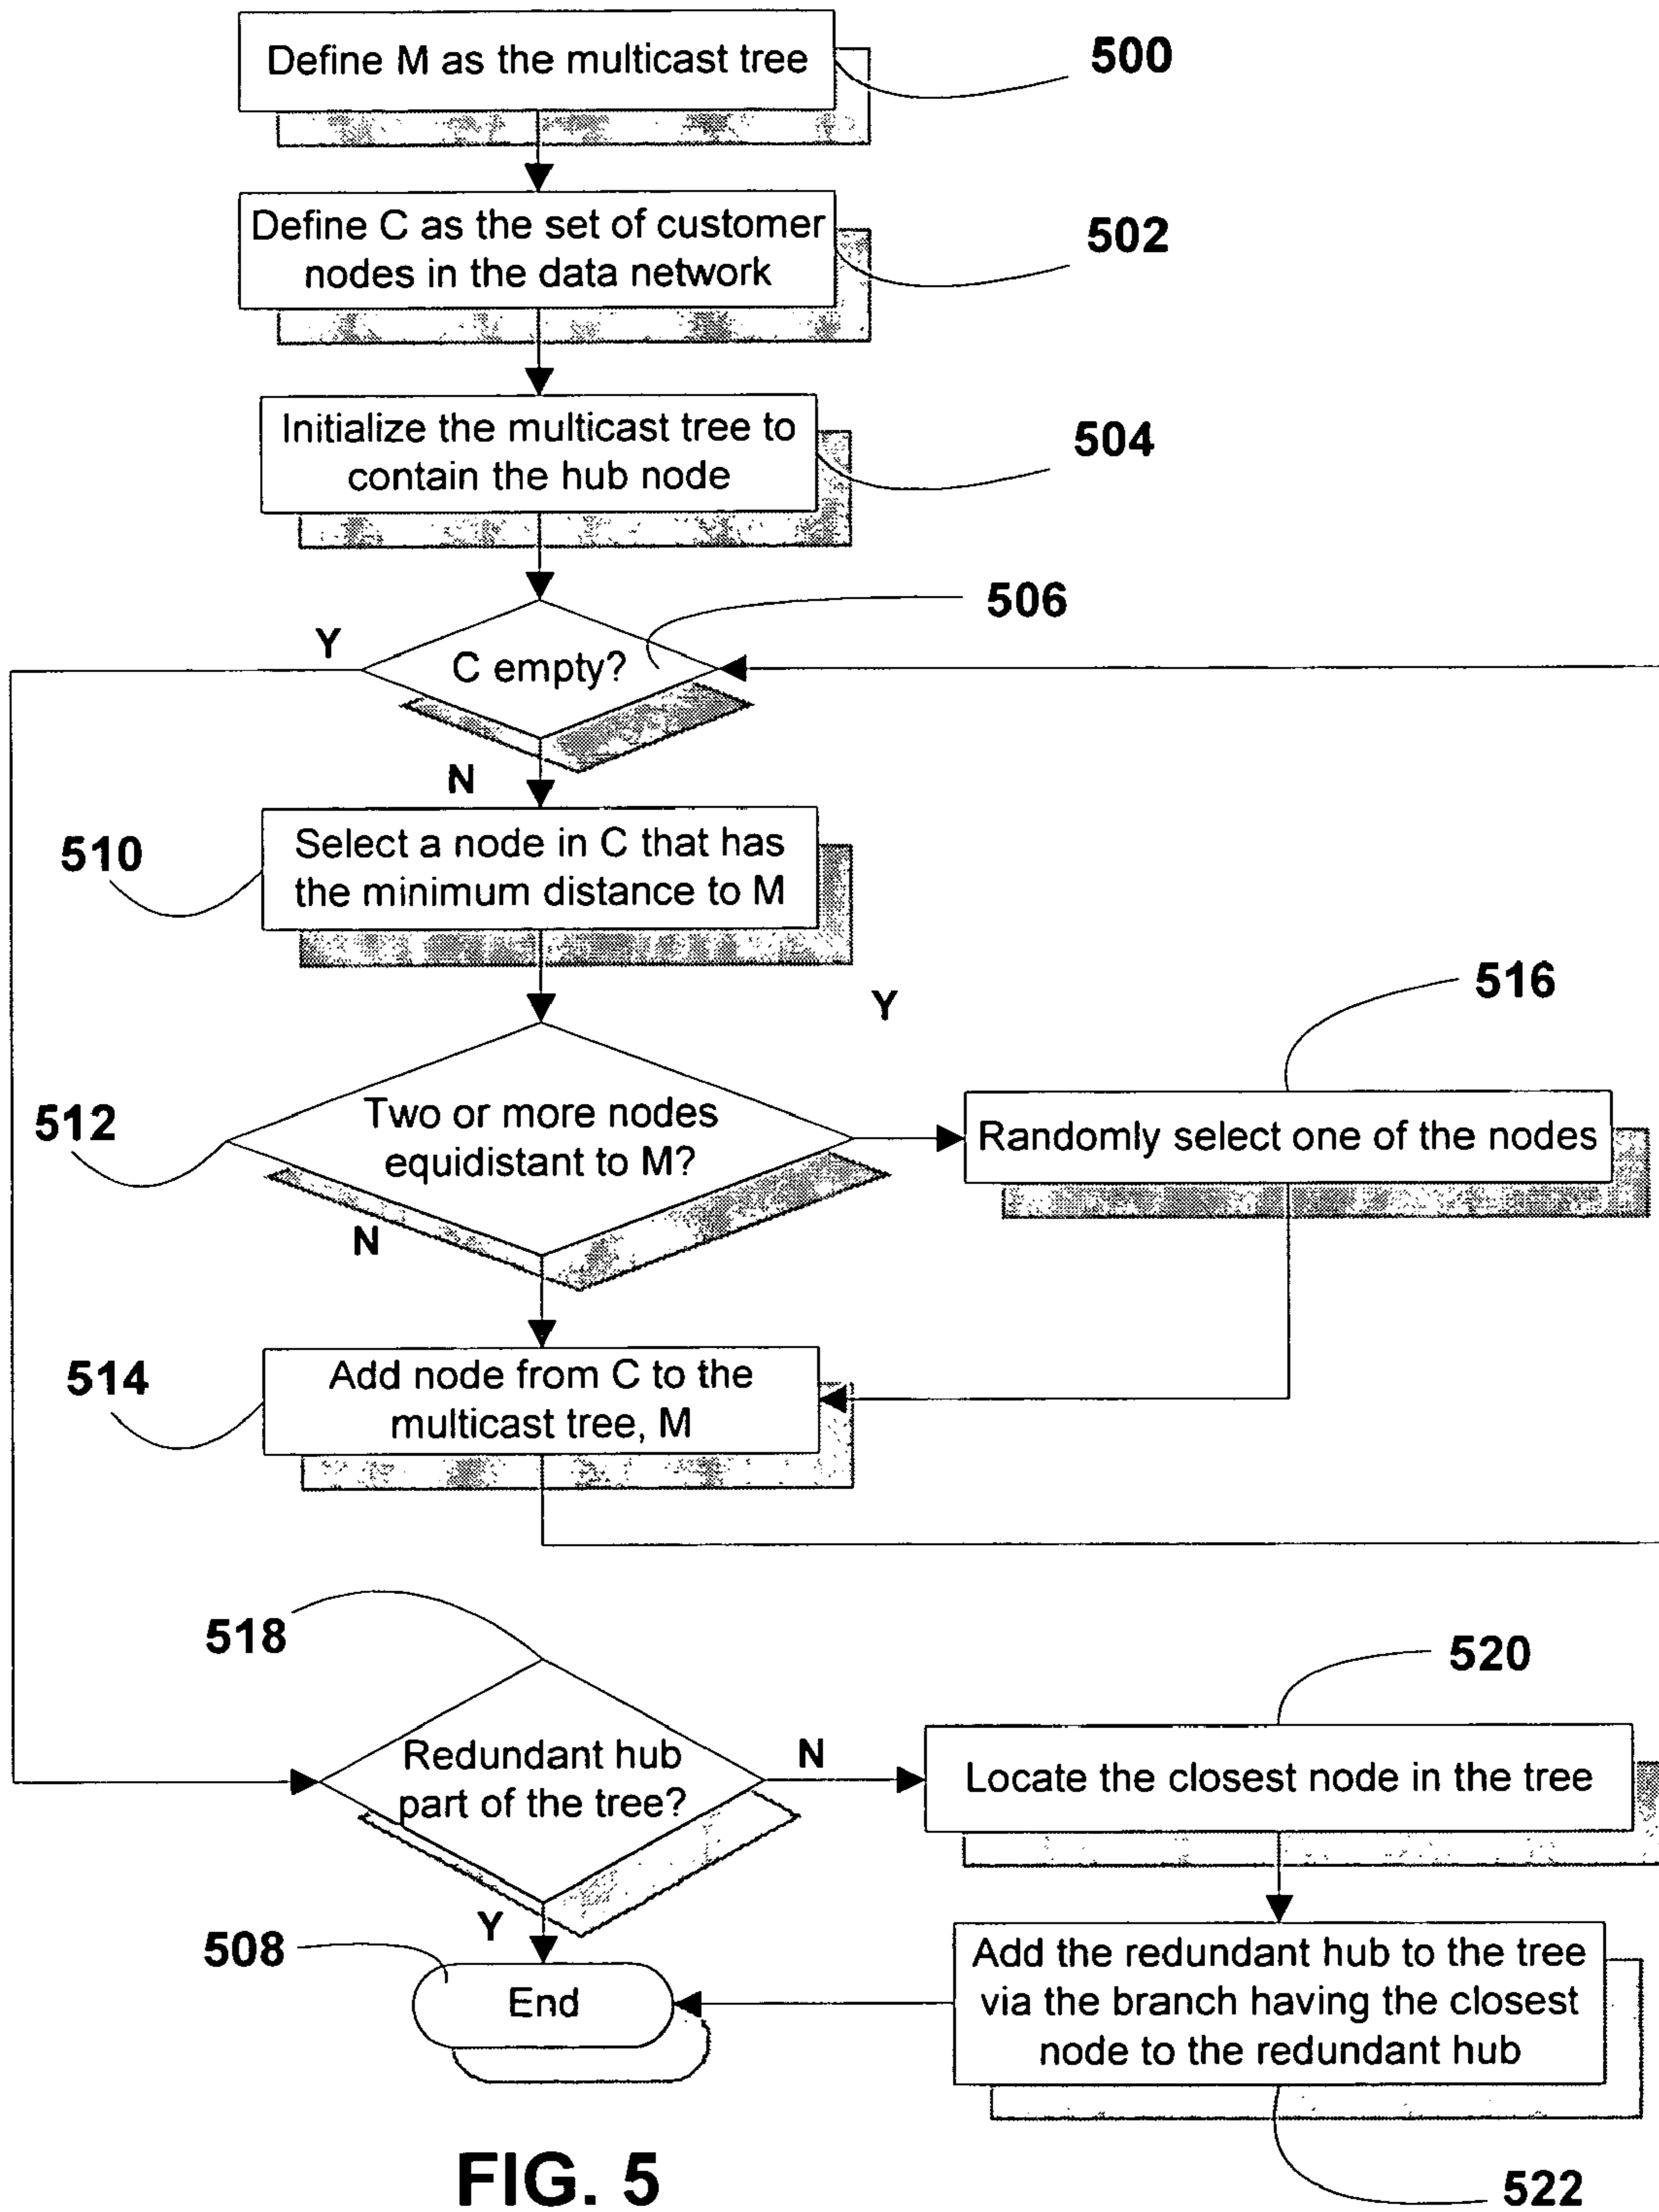 Define M as the multicast tree
500
Define C as the set of customer
nodes in the data network
502
Initialize the multicast tree to
contain the hub node
504
506
Y
C empty?
N
510
Select a node in C that has
the minimum distance to M
Y
516
512
Two or more nodes
equidistant to M?
Randomly select one of the nodes
N
514
Add node from C to the
multicast tree, M
518
520
Redundant hub
part of the tree?
N
Locate the closest node in the tree
Y
508
End
Add the redundant hub to the tree
via the branch having the closest
node to the redundant hub
FIG. 5
522